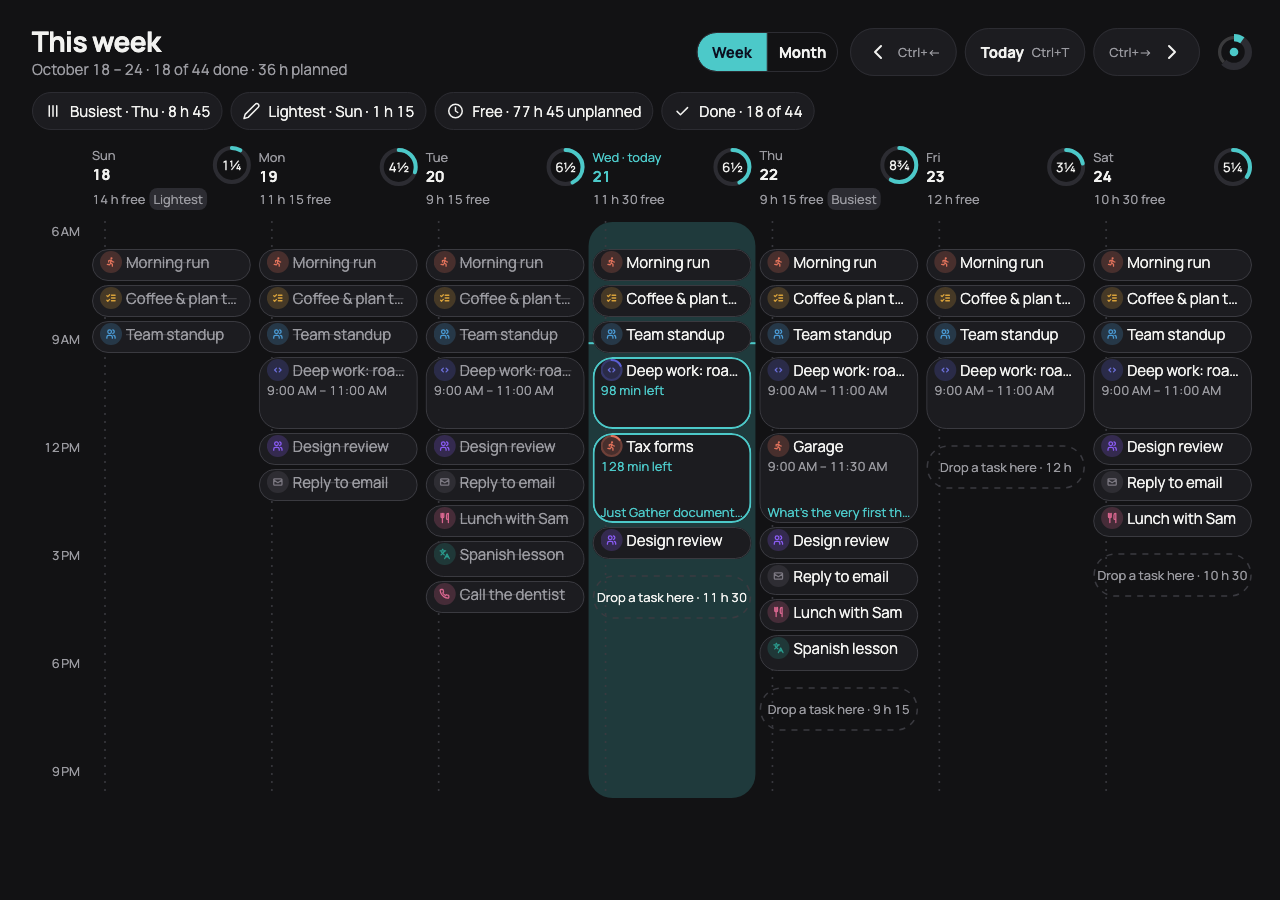 This week
October 18 – 24 · 18 of 44 done · 36 h planned
Week Month
Ctrl+← Today Ctrl+T Ctrl+→
Busiest · Thu · 8 h 45
Lightest · Sun · 1 h 15
Free · 77 h 45 unplanned
Done · 18 of 44
Sun
18
1¼
14 h free Lightest
Mon
19
4½
11 h 15 free
Tue
20
6½
9 h 15 free
Wed · today
21
6½
11 h 30 free
Thu
22
8¾
9 h 15 free Busiest
Fri
23
3¼
12 h free
Sat
24
5¼
10 h 30 free
6 AM
9 AM
12 PM
3 PM
6 PM
9 PM
Morning run
Coffee & plan t...
Team standup
Morning run
Coffee & plan t...
Team standup
Deep work: roa...
9:00 AM – 11:00 AM
Design review
Reply to email
Morning run
Coffee & plan t...
Team standup
Deep work: roa...
9:00 AM – 11:00 AM
Design review
Reply to email
Lunch with Sam
Spanish lesson
Call the dentist
Morning run
Coffee & plan t...
Team standup
Deep work: roa...
98 min left
Tax forms
128 min left
Just Gather document...
Design review
Drop a task here · 11 h 30
Morning run
Coffee & plan t...
Team standup
Deep work: roa...
9:00 AM – 11:00 AM
Garage
9:00 AM – 11:30 AM
What's the very first th...
Design review
Reply to email
Lunch with Sam
Spanish lesson
Drop a task here · 9 h 15
Morning run
Coffee & plan t...
Team standup
Deep work: roa...
9:00 AM – 11:00 AM
Drop a task here · 12 h
Morning run
Coffee & plan t...
Team standup
Deep work: roa...
9:00 AM – 11:00 AM
Design review
Reply to email
Lunch with Sam
Drop a task here · 10 h 30